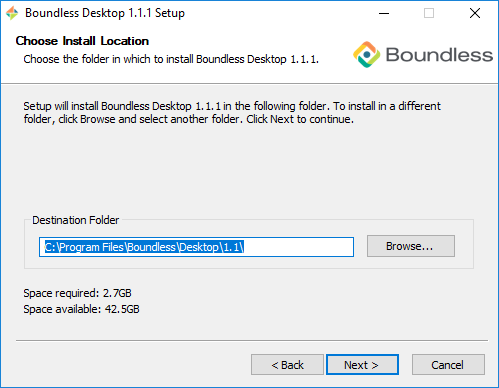 Boundless Desktop 1.1.1 Setup
Choose Install Location
Choose the folder in which to install Boundless Desktop 1.1.1.
Boundless
Setup will install Boundless Desktop 1.1.1 in the following folder. To install in a different
folder, click Browse and select another folder. Click Next to continue.
Destination Folder
C:\Program Files\Boundless\Desktop\1.1\
Browse...
Space required: 2.7GB
Space available: 42.5GB
< Back
Next >
Cancel